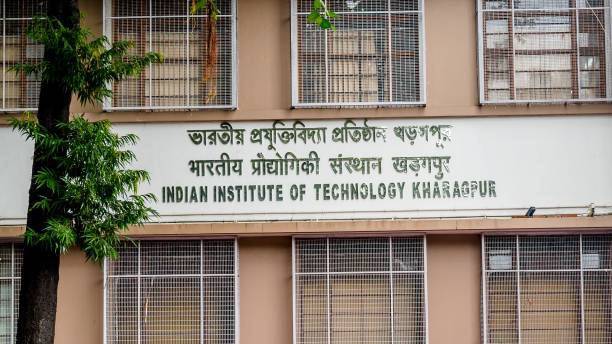 ভারতীয় প্রযুক্তিবিদ্যা প্রতিষ্ঠান খড়গপুর
भारतीय प्रौद्योगिकी संस्थान खड़गपुर
INDIAN INSTITUTE OF TECHNOLOGY KHARAGPUR